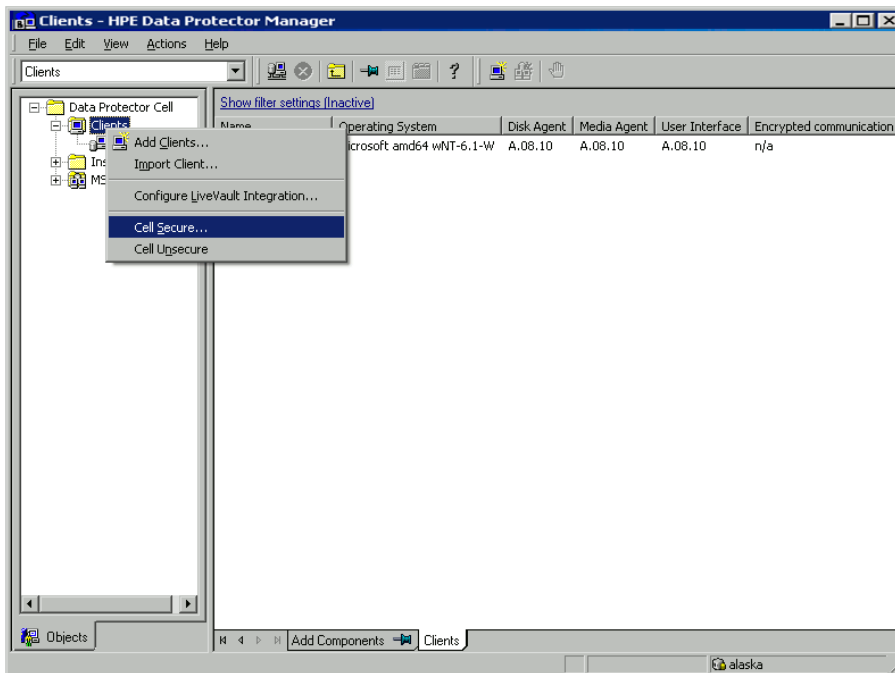 Clients - HPE Data Protector Manager
File Edit View Actions Help
Clients
Data Protector Cell
Clients
Ins
MS
Show filter settings (Inactive)
Name Operating System Disk Agent Media Agent User Interface Encrypted communication
icrosoft amd64 wNT-6.1-W A.08.10 A.08.10 A.08.10 n/a
Add Clients...
Import Client...
Configure LiveVault Integration...
Cell Secure...
Cell Unsecure
Objects
Add Components Clients
alaska